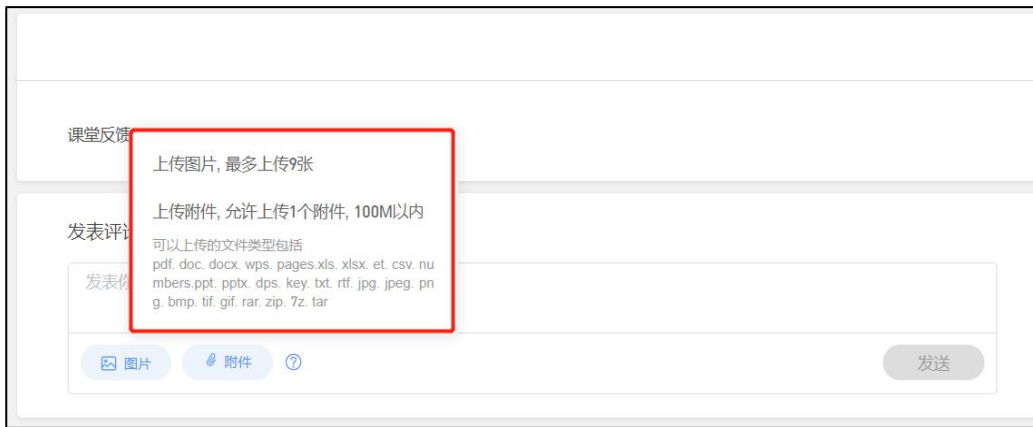 课堂反馈
上传图片, 最多上传9张
上传附件, 允许上传1个附件, 100M以内
发表评
可以上传的文件类型包括
pdf. doc. docx. wps. pages.xls. xlsx. et. csv. nu
mbers.ppt. pptx. dps. key. txt. rtf. jpg. jpeg. pn
g. bmp. tif. gif. rar. zip. 7z. tar
发表你
图片
附件
?
发送